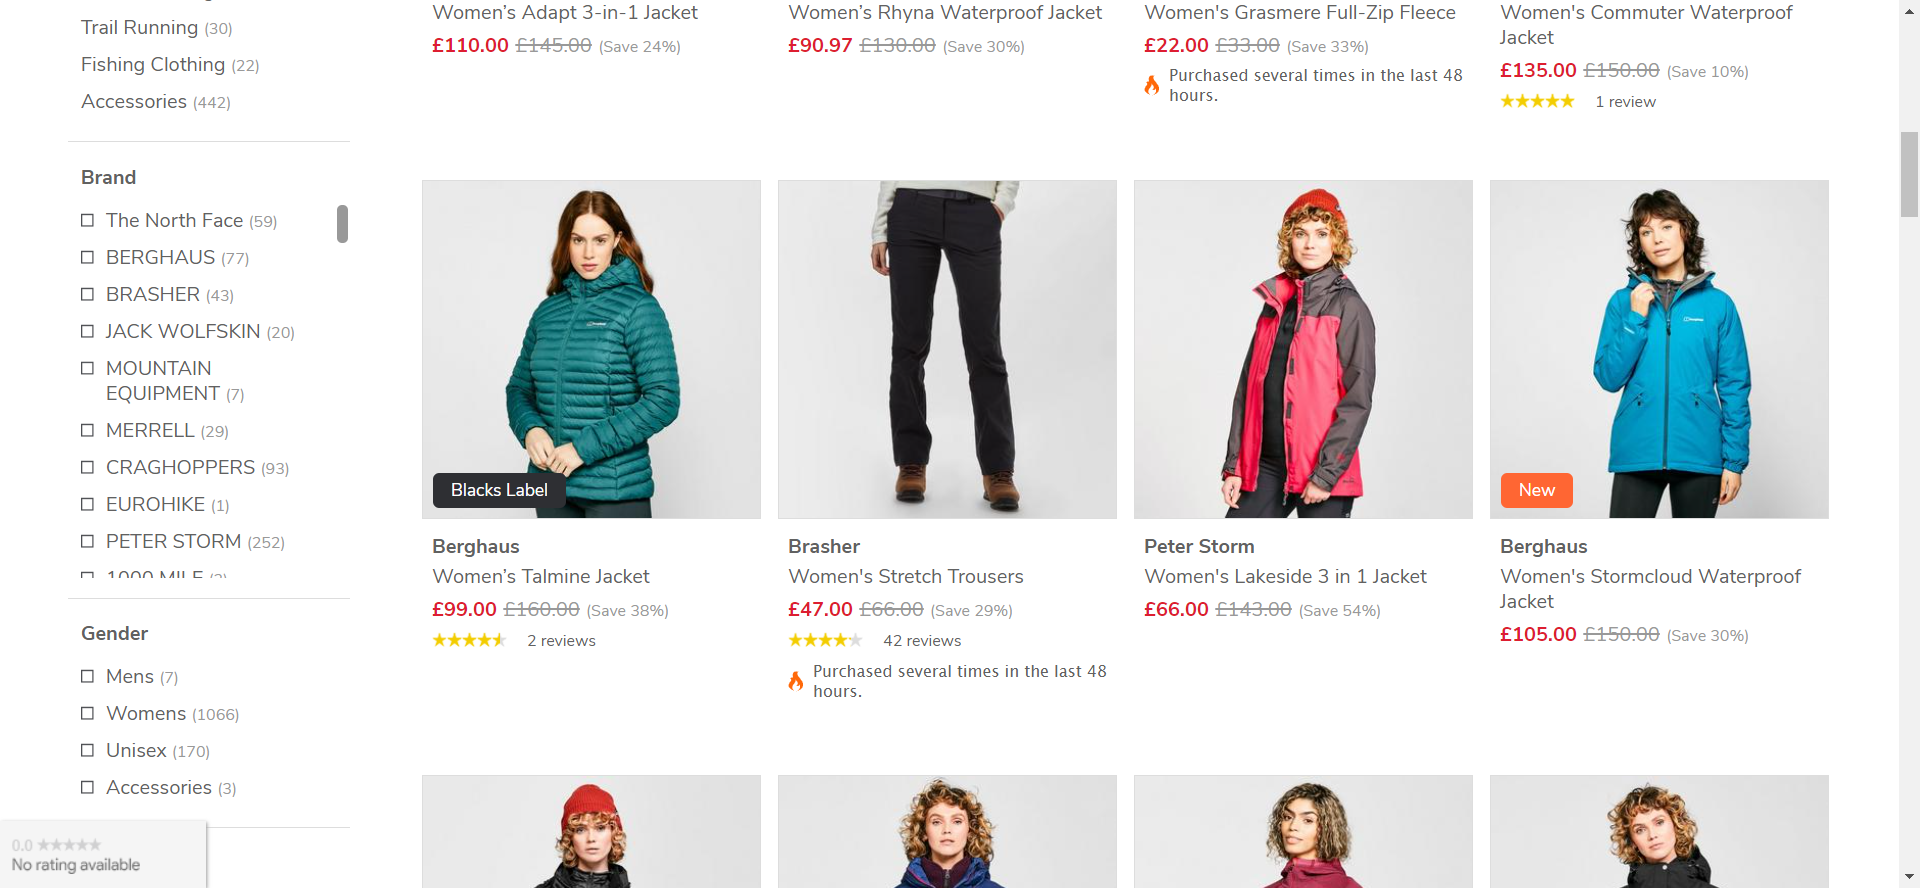 Trail Running (30)
Fishing Clothing (22)
Accessories (442)
Brand
The North Face (59)
BERGHAUS (77)
BRASHER (43)
JACK WOLFSKIN (20)
MOUNTAIN
EQUIPMENT (7)
MERRELL (29)
CRAGHOPPERS (93)
EUROHIKE (1)
PETER STORM (252)
1000 MILE
Gender
Mens (7)
Womens (1066)
Unisex (170)
Accessories (3)
0.0 ★★★★★
No rating available
Women’s Adapt 3-in-1 Jacket
£110.00 £145.00 (Save 24%)
Women’s Rhyna Waterproof Jacket
£90.97 £130.00 (Save 30%)
Women's Grasmere Full-Zip Fleece
£22.00 £33.00 (Save 33%)
Purchased several times in the last 48
hours.
Women's Commuter Waterproof
Jacket
£135.00 £150.00 (Save 10%)
1 review
Blacks Label
Berghaus
Women’s Talmine Jacket
£99.00 £160.00 (Save 38%)
2 reviews
Brasher
Women's Stretch Trousers
£47.00 £66.00 (Save 29%)
42 reviews
Purchased several times in the last 48
hours.
Peter Storm
Women's Lakeside 3 in 1 Jacket
£66.00 £143.00 (Save 54%)
New
Berghaus
Women's Stormcloud Waterproof
Jacket
£105.00 £150.00 (Save 30%)